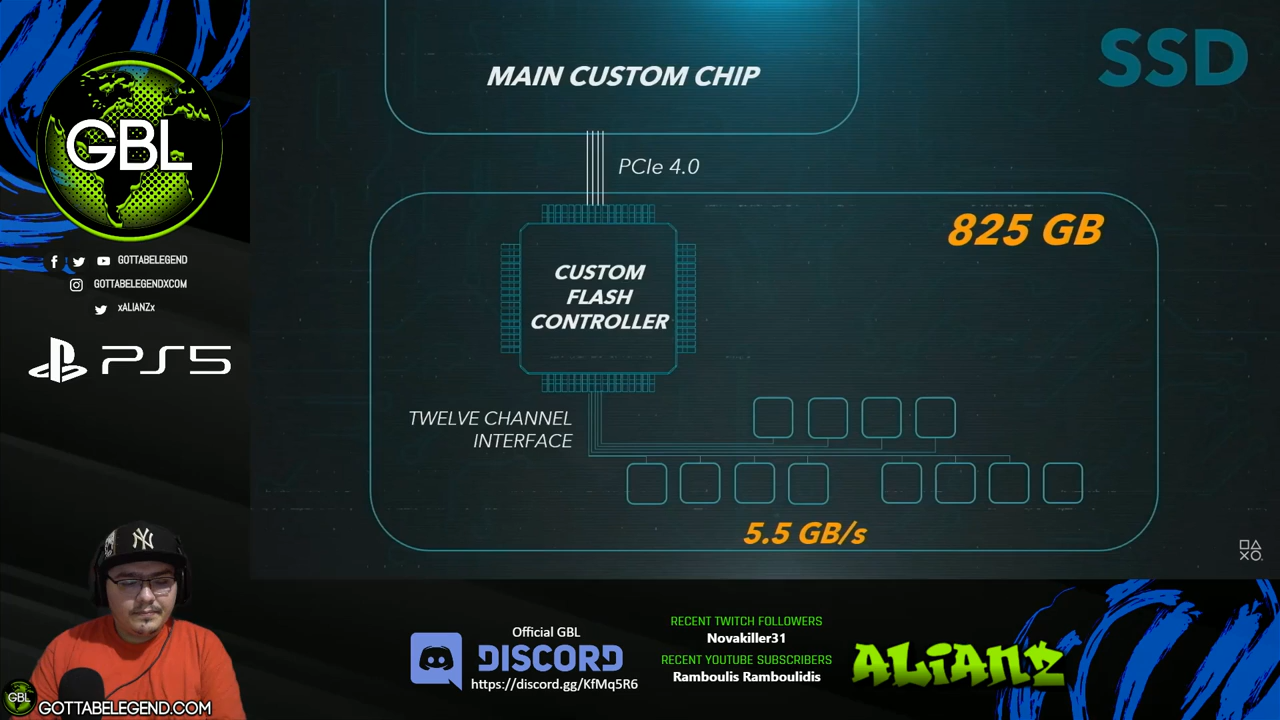 GBL
GOTTABELEGEND
GOTTABELEGENDXCOM
xALIANZx
PS5
SSD
MAIN CUSTOM CHIP
PCIe 4.0
825 GB
CUSTOM
FLASH
CONTROLLER
TWELVE CHANNEL
INTERFACE
5.5 GB/s
GBL
GOTTABELEGEND.COM
Official GBL
DISCORD
https://discord.gg/KfMq5R6
RECENT TWITCH FOLLOWERS
Novakiller31
RECENT YOUTUBE SUBSCRIBERS
Ramboulis Ramboulidis
ALiANZ